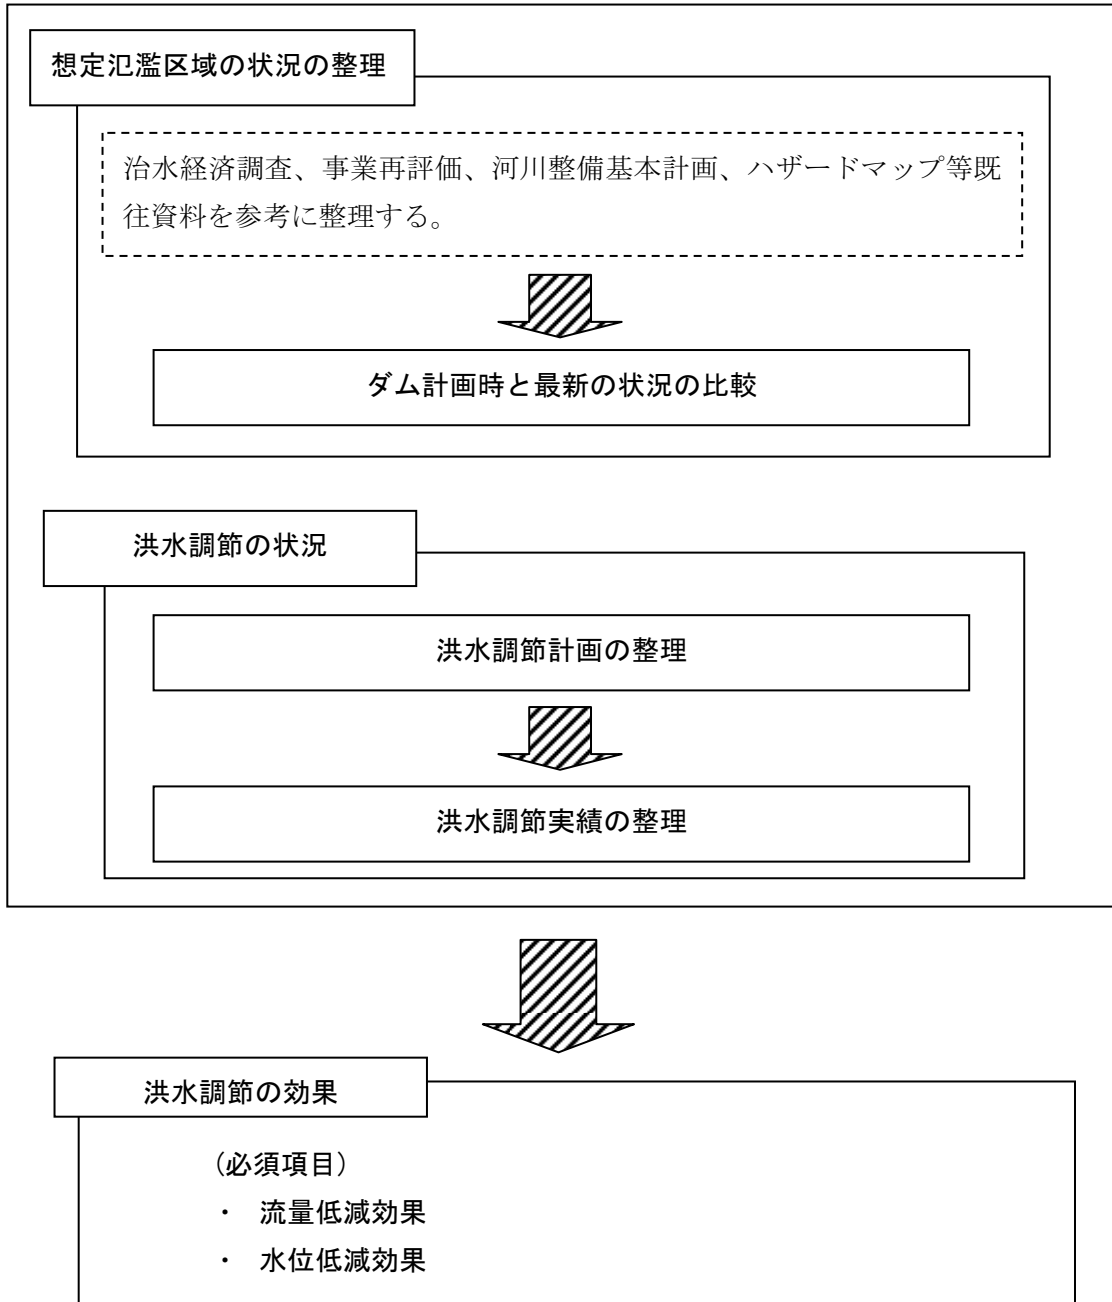 想定氾濫区域の状況の整理
治水経済調査、事業再評価、河川整備基本計画、ハザードマップ等既
往資料を参考に整理する。
ダム計画時と最新の状況の比較
洪水調節の状況
洪水調節計画の整理
洪水調節実績の整理
洪水調節の効果
（必須項目）
・ 流量低減効果
・ 水位低減効果